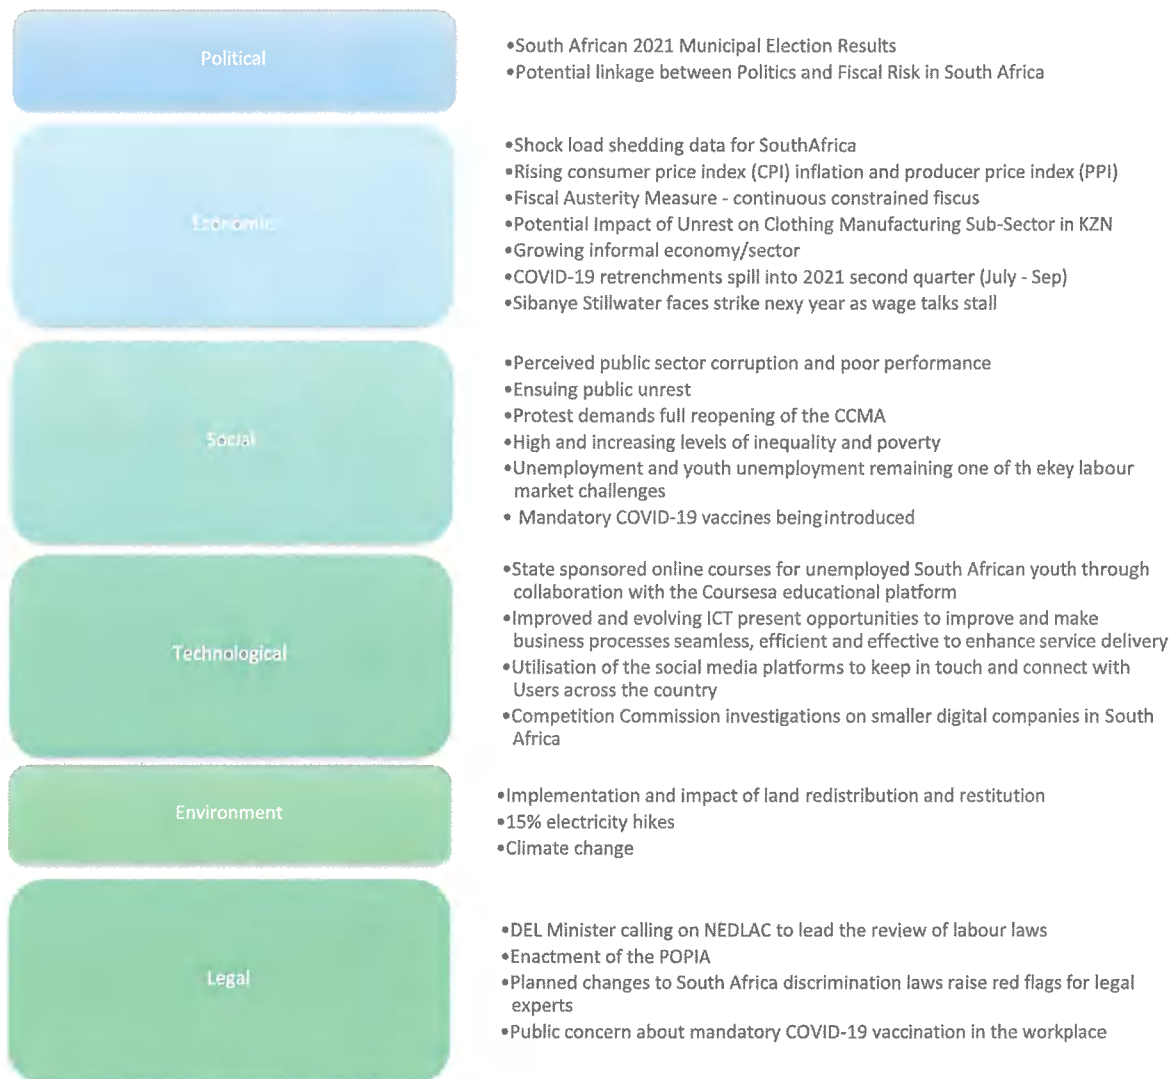 Political
•South African 2021 Municipal Election Results
•Potential linkage between Politics and Fiscal Risk in South Africa
Economic
•Shock load shedding data for SouthAfrica
•Rising consumer price index (CPI) inflation and producer price index (PPI)
•Fiscal Austerity Measure - continuous constrained fiscus
•Potential Impact of Unrest on Clothing Manufacturing Sub-Sector in KZN
•Growing informal economy/sector
•COVID-19 retrenchments spill into 2021 second quarter (July - Sep)
•Sibanye Stillwater faces strike nexy year as wage talks stall
Social
•Perceived public sector corruption and poor performance
•Ensuing public unrest
•Protest demands full reopening of the CCMA
•High and increasing levels of inequality and poverty
•Unemployment and youth unemployment remaining one of th ekey labour
market challenges
• Mandatory COVID-19 vaccines beingintroduced
Technological
•State sponsored online courses for unemployed South African youth through
collaboration with the Coursesa educational platform
•Improved and evolving ICT present opportunities to improve and make
business processes seamless, efficient and effective to enhance service delivery
•Utilisation of the social media platforms to keep in touch and connect with
Users across the country
•Competition Commission investigations on smaller digital companies in South
Africa
Environment
•Implementation and impact of land redistribution and restitution
•15% electricity hikes
•Climate change
Legal
•DEL Minister calling on NEDLAC to lead the review of labour laws
•Enactment of the POPIA
•Planned changes to South Africa discrimination laws raise red flags for legal
experts
•Public concern about mandatory COVID-19 vaccination in the workplace